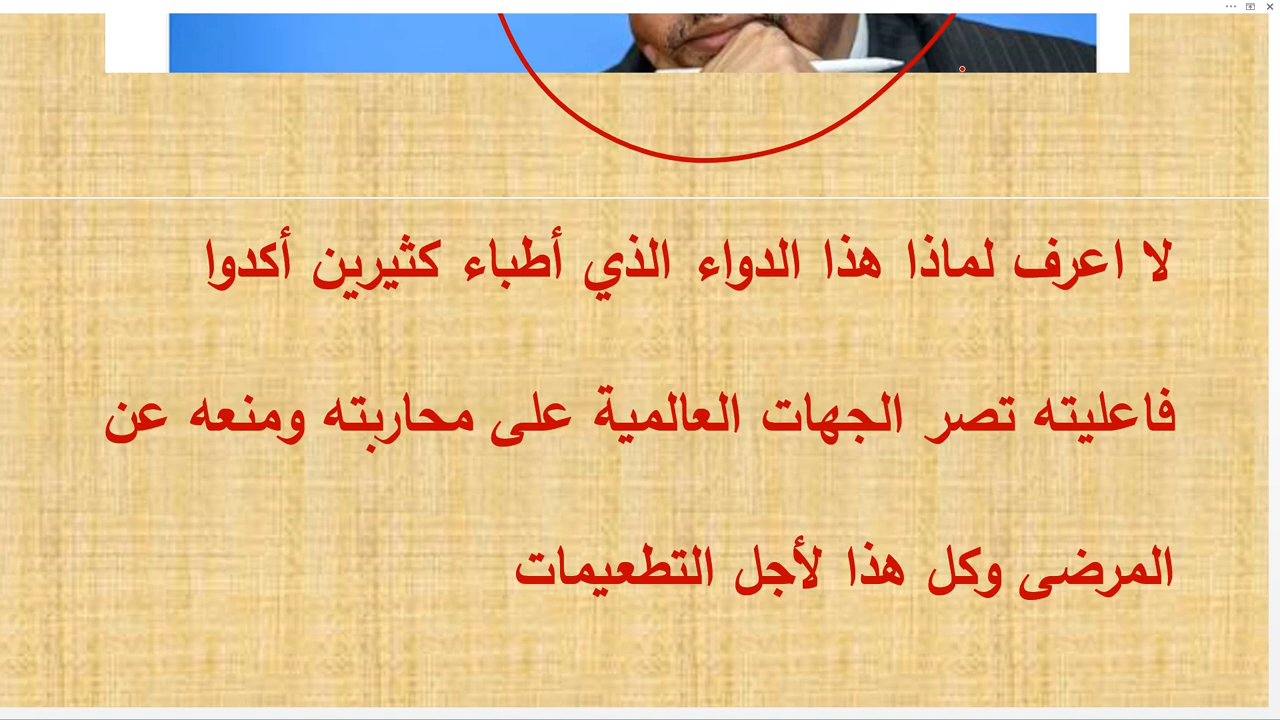 لا اعرف لماذا هذا الدواء الذي أطباء كثيرين أكدوا
فاعليته تصر الجهات العالمية على محاربته ومنعه عن
المرضى وكل هذا لأجل التطعيمات